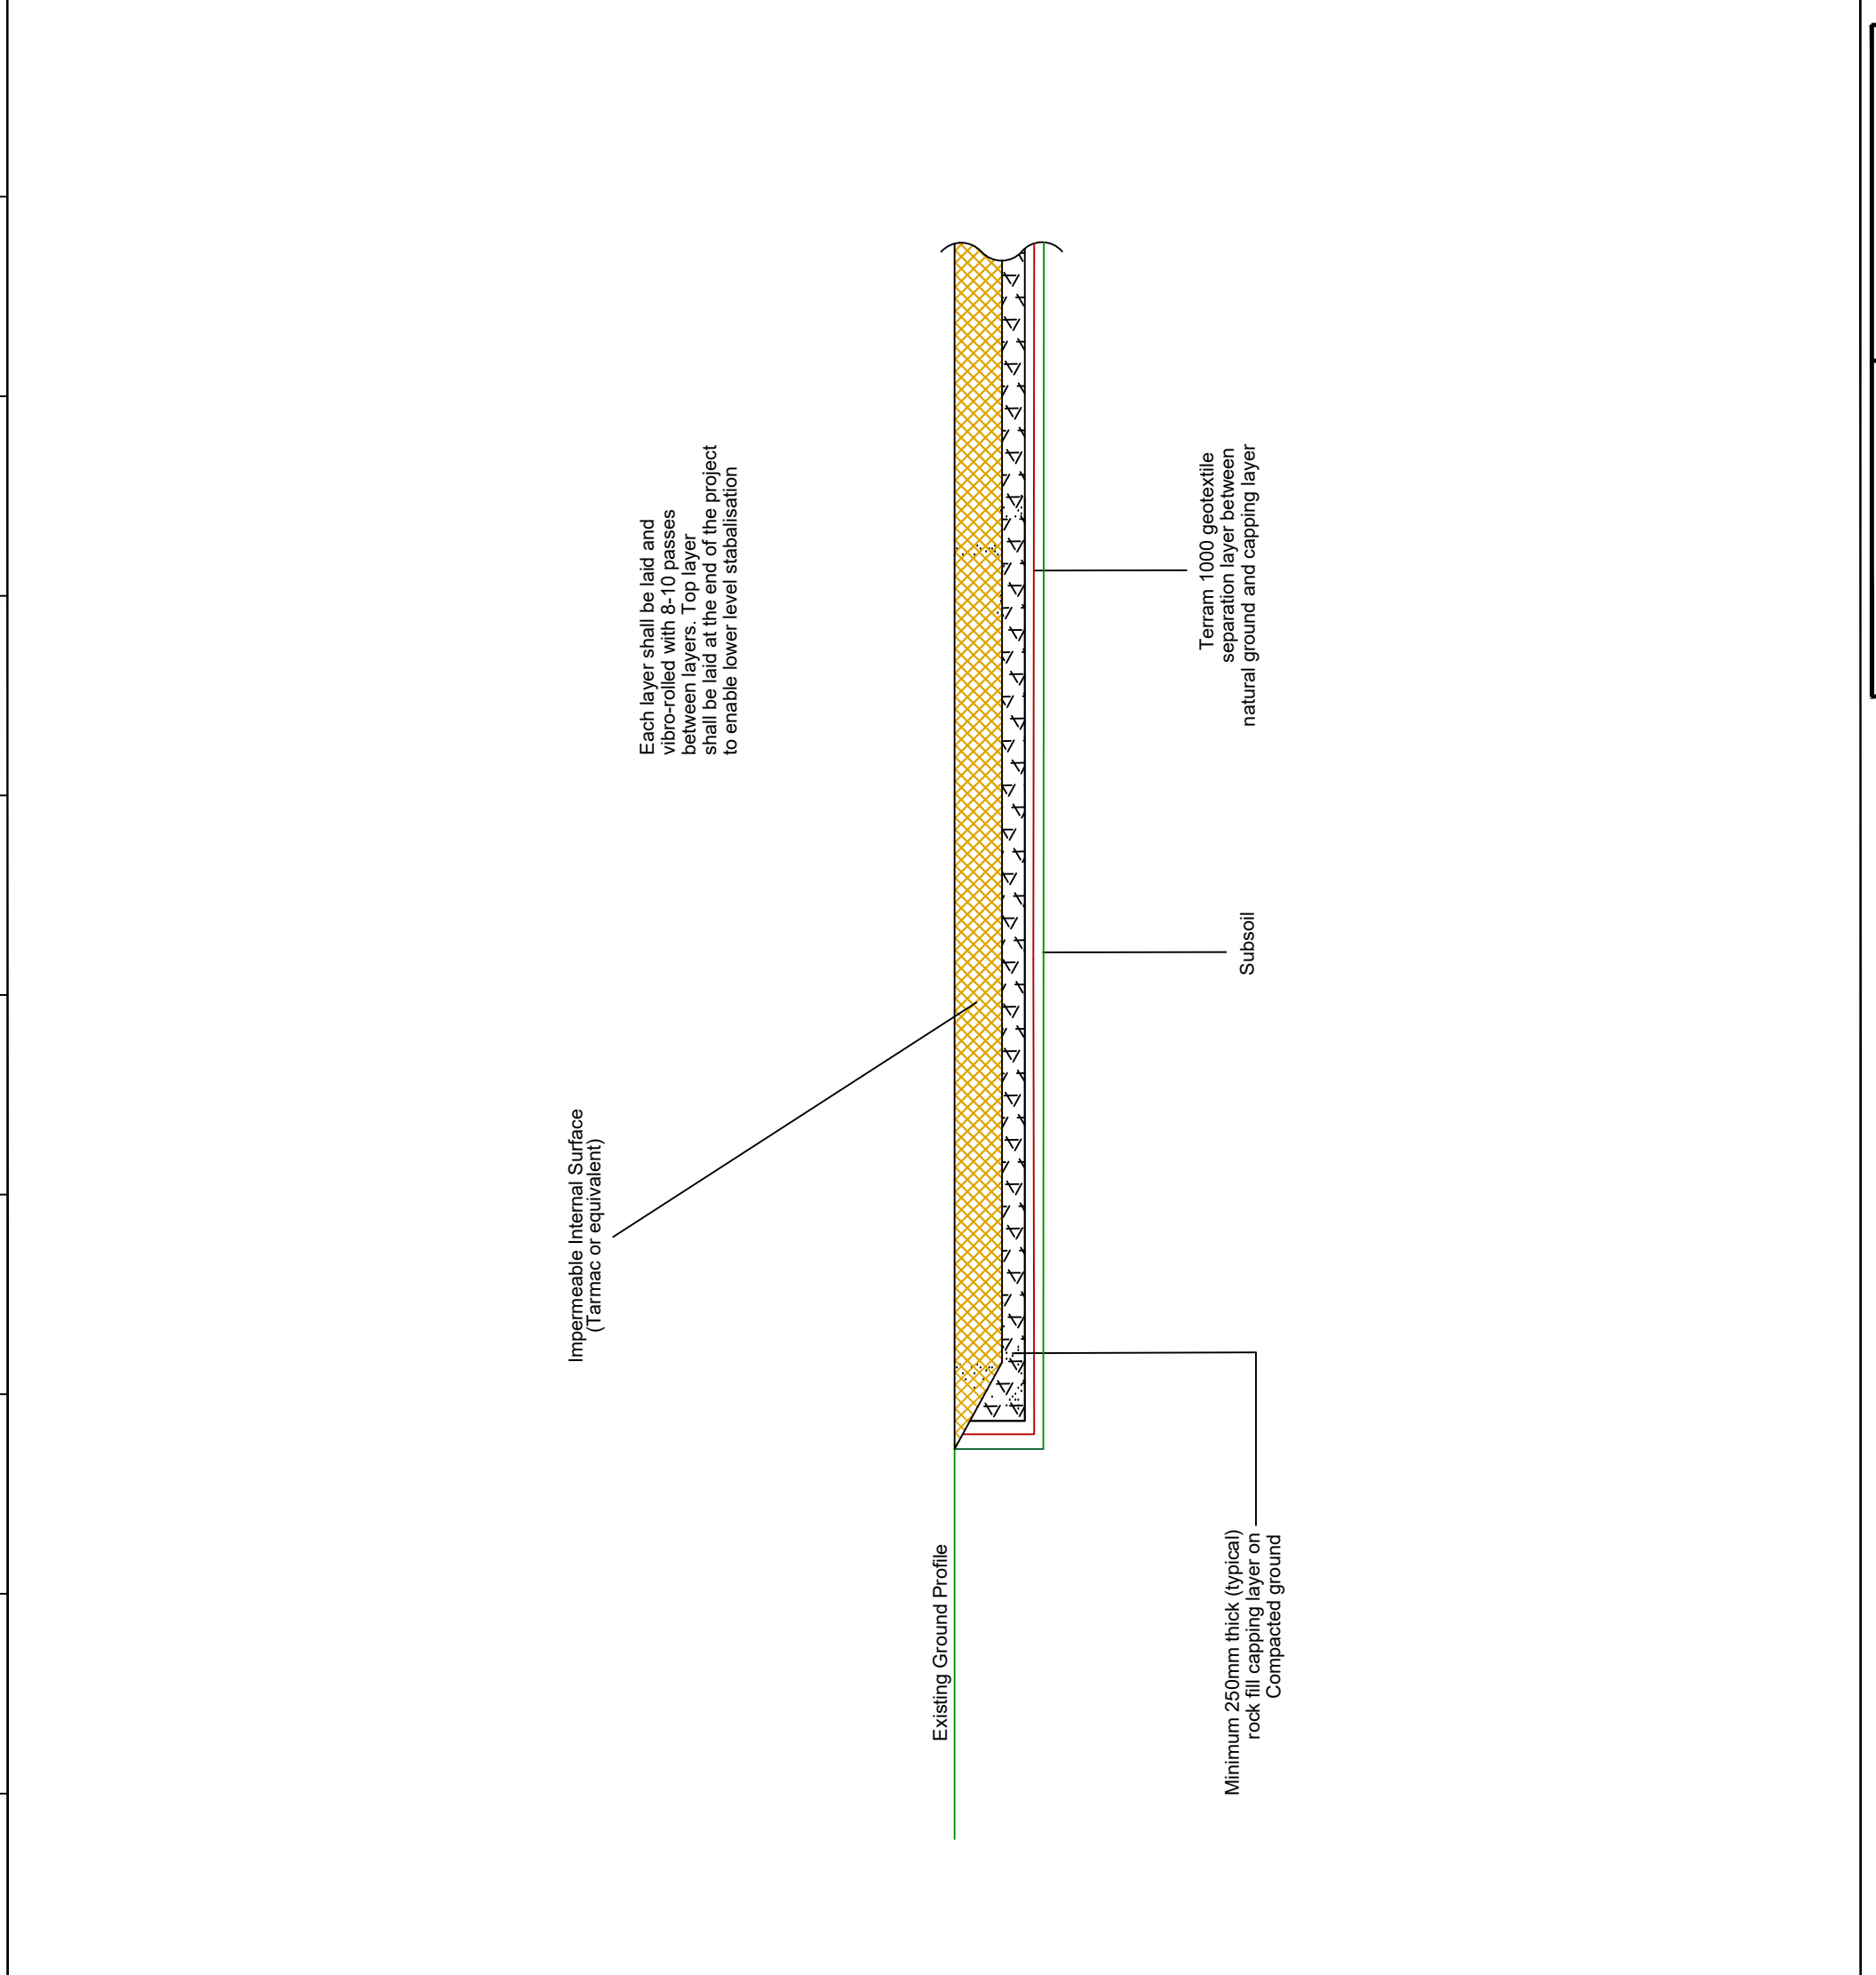 Impermeable Internal Surface
(Tarmac or equivalent)
Each layer shall be laid and
vibro-rolled with 8-10 passes
between layers. Top layer
shall be laid at the end of the project
to enable lower level stabalisation
Existing Ground Profile
Minimum 250mm thick (typical)
rock fill capping layer on
Compacted ground
Subsoil
Terram 1000 geotextile
separation layer between
natural ground and capping layer